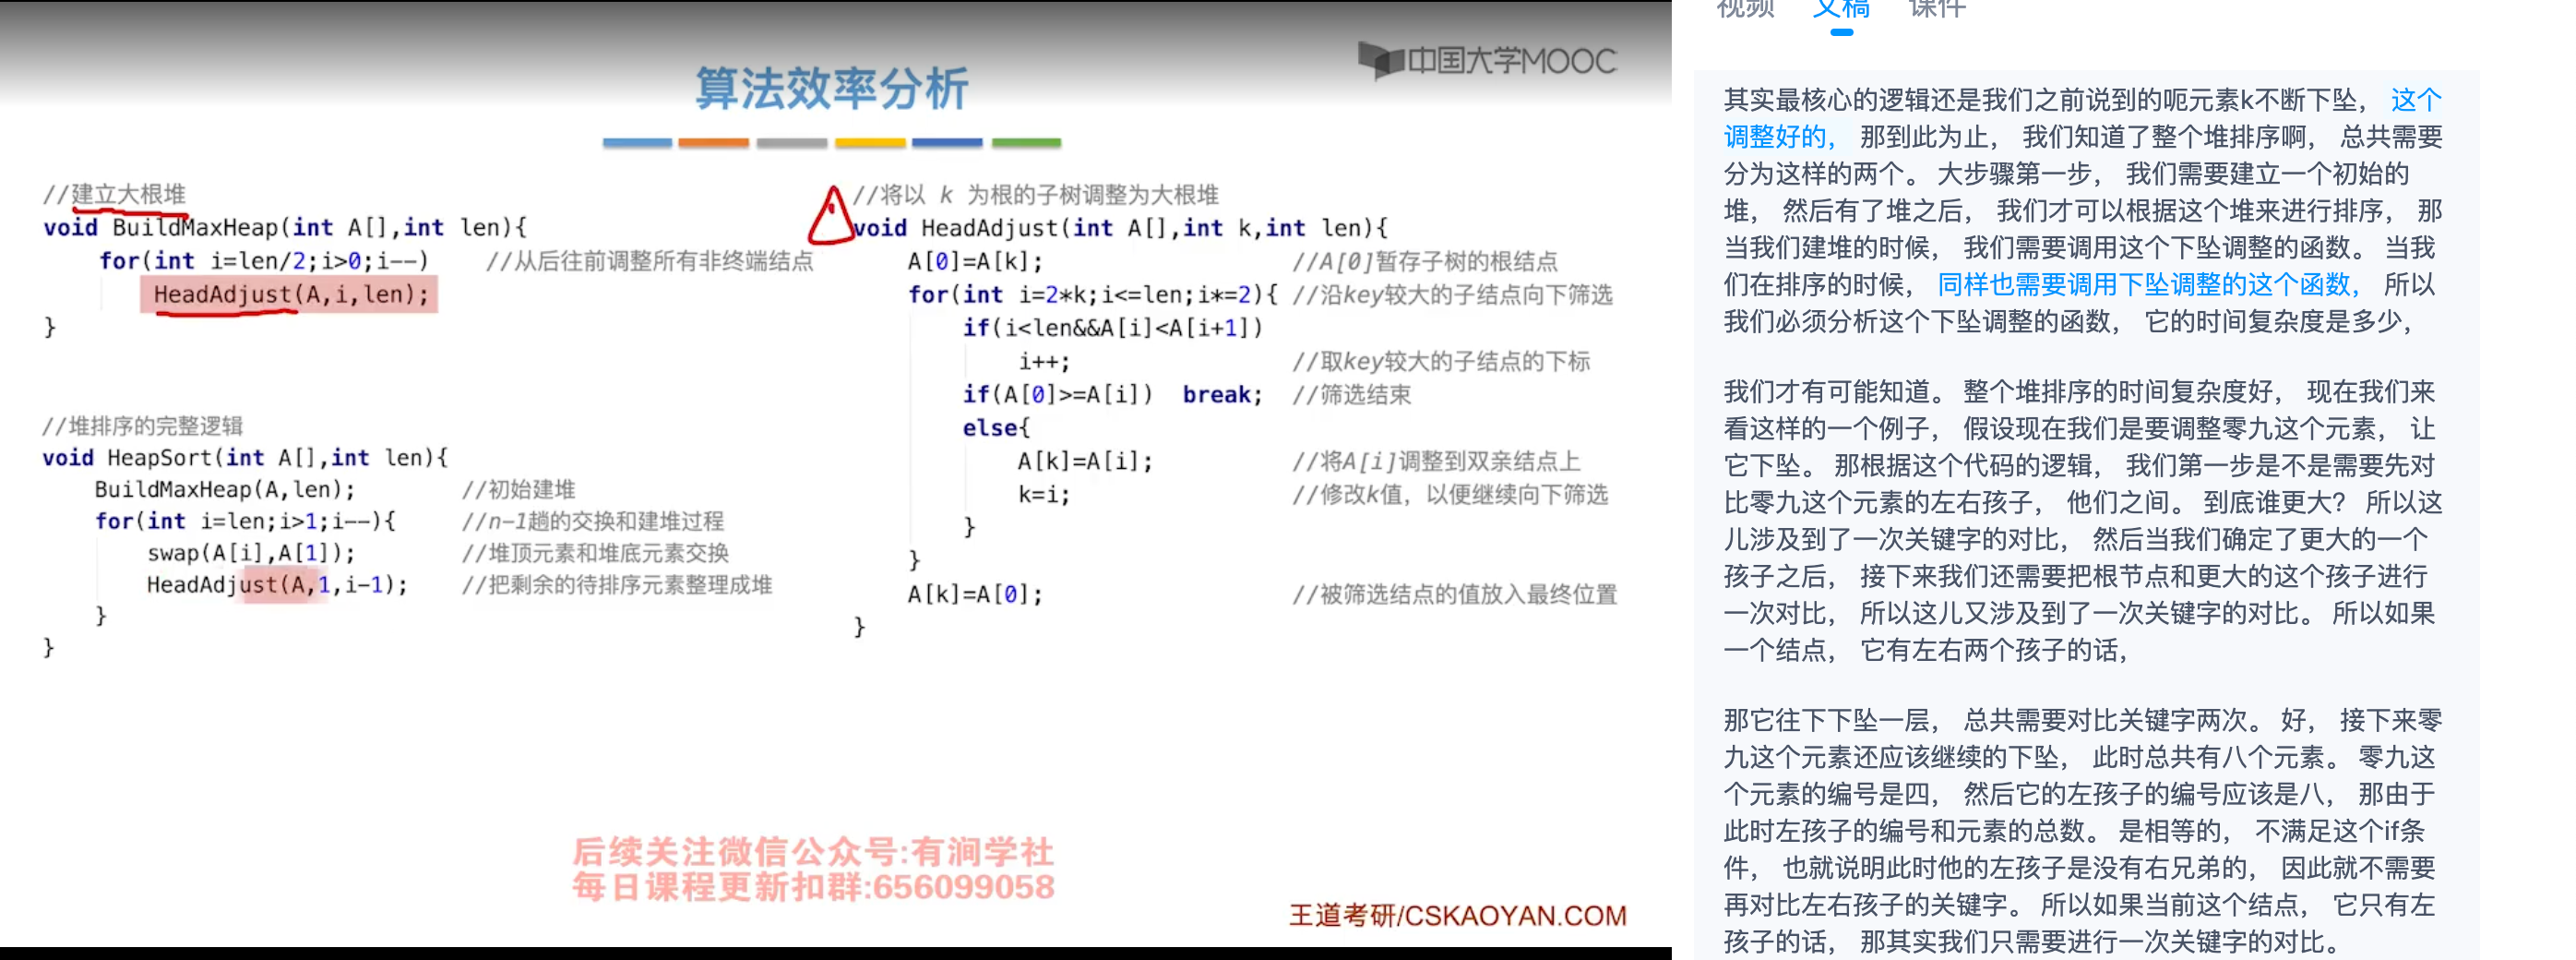 算法效率分析
中国大学MOOC
//建立大根堆
void BuildMaxHeap(int A[],int len){
for(int i=len/2;i>0;i--) //从后往前调整所有非终端结点
HeadAdjust(A,i,len);
}
//堆排序的完整逻辑
void HeapSort(int A[],int len){
BuildMaxHeap(A,len); //初始建堆
for(int i=len;i>1;i--){ //n-1趟的交换和建堆过程
swap(A[i],A[1]); //堆顶元素和堆底元素交换
HeadAdjust(A,1,i-1); //把剩余的待排序元素整理成堆
}
}
//将以 k 为根的子树调整为大根堆
void HeadAdjust(int A[],int k,int len){
A[0]=A[k]; //A[0]暂存子树的根结点
for(int i=2*k;i<=len;i*=2){ //沿key较大的子结点向下筛选
if(i<len&&A[i]<A[i+1])
i++; //取key较大的子结点的下标
if(A[0]>=A[i]) break; //筛选结束
else{
A[k]=A[i]; //将A[i]调整到双亲结点上
k=i; //修改k值，以便继续向下筛选
}
}
A[k]=A[0]; //被筛选结点的值放入最终位置
}
后续关注微信公众号:有涧学社
每日课程更新扣群:656099058
王道考研/CSKAOYAN.COM
视频 文稿 课件
其实最核心的逻辑还是我们之前说到的呃元素k不断下坠， 这个
调整好的， 那到此为止， 我们知道了整个堆排序啊， 总共需要
分为这样的两个。 大步骤第一步， 我们需要建立一个初始的
堆， 然后有了堆之后， 我们才可以根据这个堆来进行排序， 那
当我们建堆的时候， 我们需要调用这个下坠调整的函数。 当我
们在排序的时候， 同样也需要调用下坠调整的这个函数， 所以
我们必须分析这个下坠调整的函数， 它的时间复杂度是多少，
我们才有可能知道。 整个堆排序的时间复杂度好， 现在我们来
看这样的一个例子， 假设现在我们是要调整零九这个元素， 让
它下坠。 那根据这个代码的逻辑， 我们第一步是不是需要先对
比零九这个元素的左右孩子， 他们之间。 到底谁更大？ 所以这
儿涉及到了一次关键字的对比， 然后当我们确定了更大的一个
孩子之后， 接下来我们还需要把根节点和更大的这个孩子进行
一次对比， 所以这儿又涉及到了一次关键字的对比。 所以如果
一个结点， 它有左右两个孩子的话，
那它往下下坠一层， 总共需要对比关键字两次。 好， 接下来零
九这个元素还应该继续的下坠， 此时总共有八个元素。 零九这
个元素的编号是四， 然后它的左孩子的编号应该是八， 那由于
此时左孩子的编号和元素的总数。 是相等的， 不满足这个if条
件， 也就说明此时他的左孩子是没有右兄弟的， 因此就不需要
再对比左右孩子的关键字。 所以如果当前这个结点， 它只有左
孩子的话， 那其实我们只需要进行一次关键字的对比。